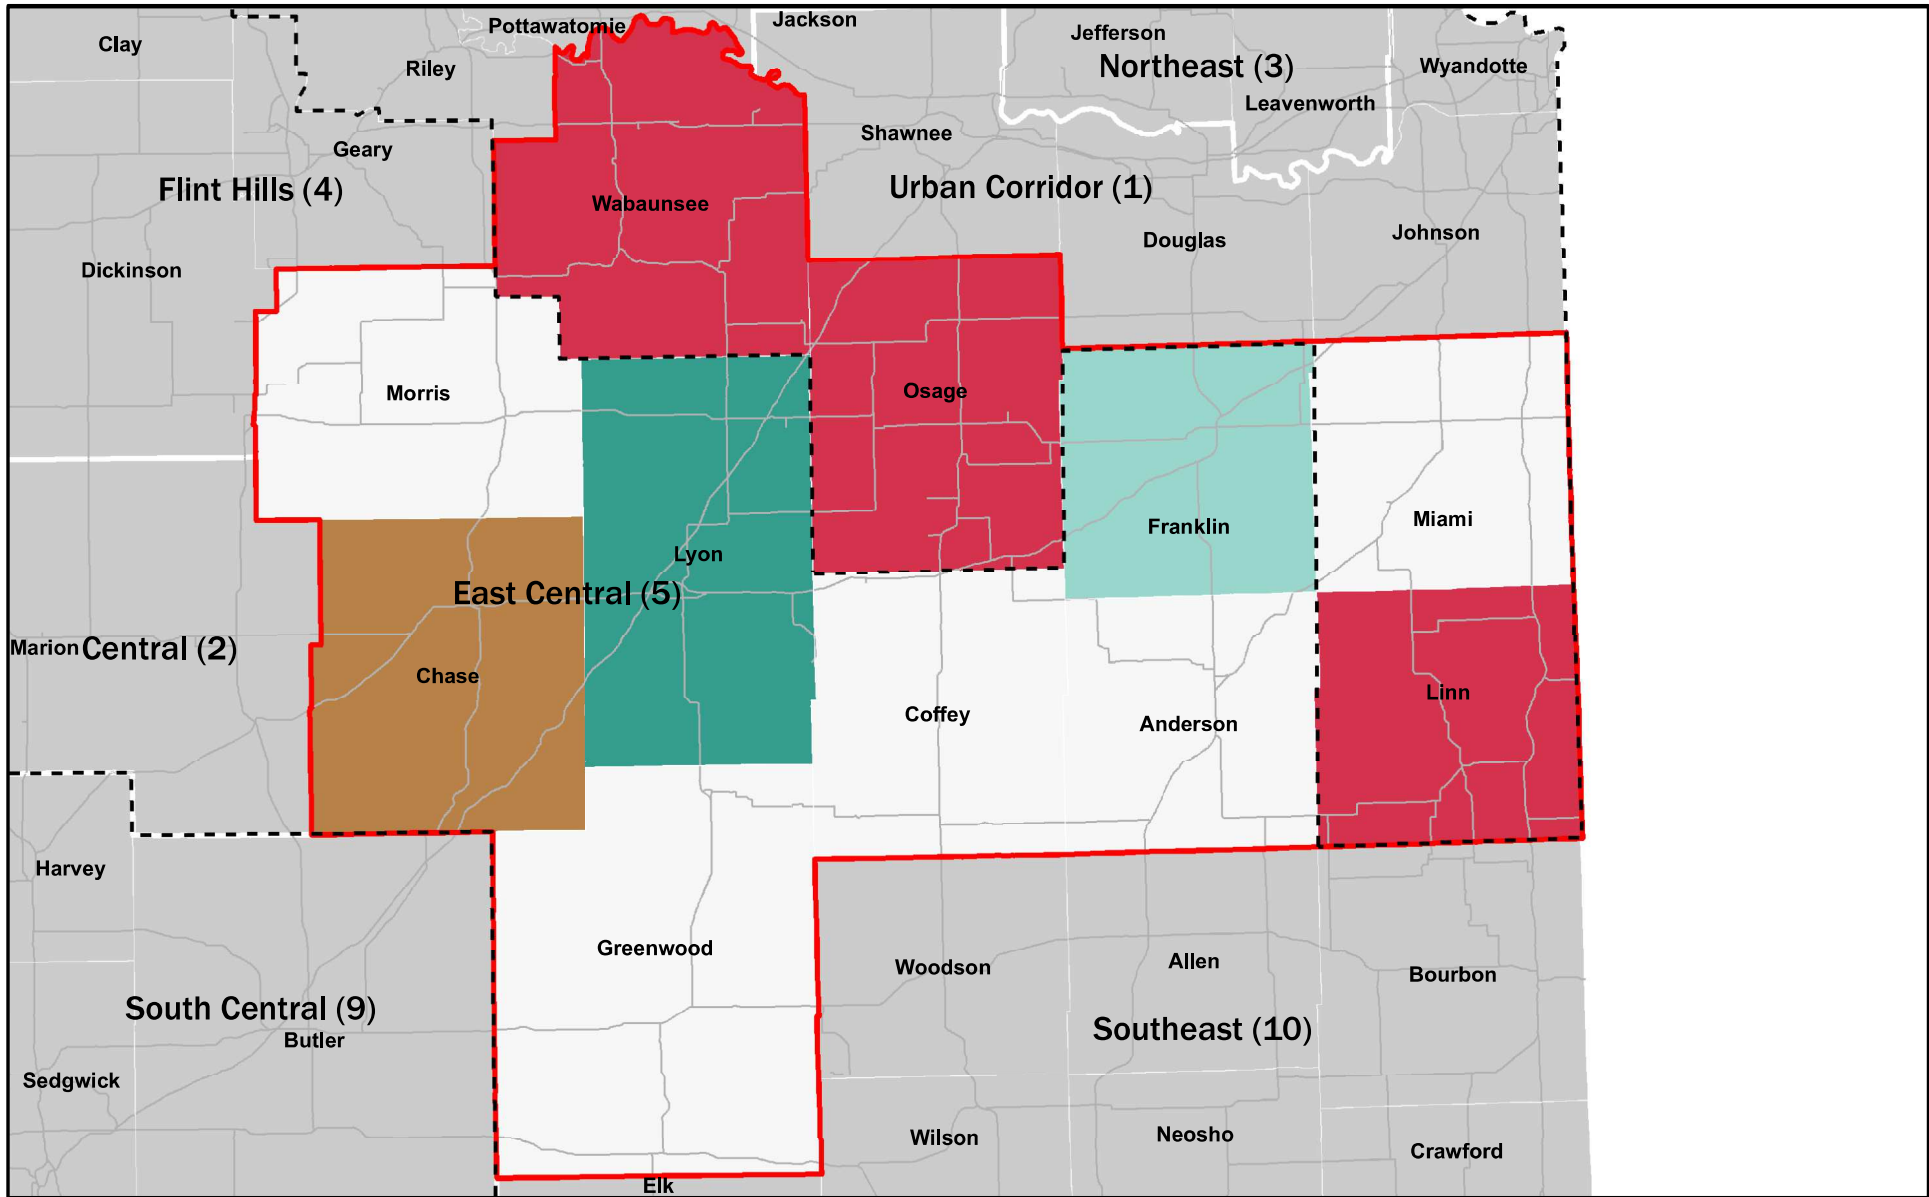 Pottawatomie
Jackson
Clay
Jefferson
Riley
Northeast (3)
Wyandotte
Leavenworth
Shawnee
Geary
Flint Hills (4)
Urban Corridor (1)
Wabaunsee
Johnson
Douglas
Dickinson
Morris
Osage
Miami
Franklin
Lyon
East Central (5)
Marion
Central (2)
Chase
Linn
Coffey
Anderson
Harvey
Greenwood
Woodson
Allen
Bourbon
South Central (9)
Southeast (10)
Butler
Sedgwick
Wilson
Neosho
Crawford
Elk